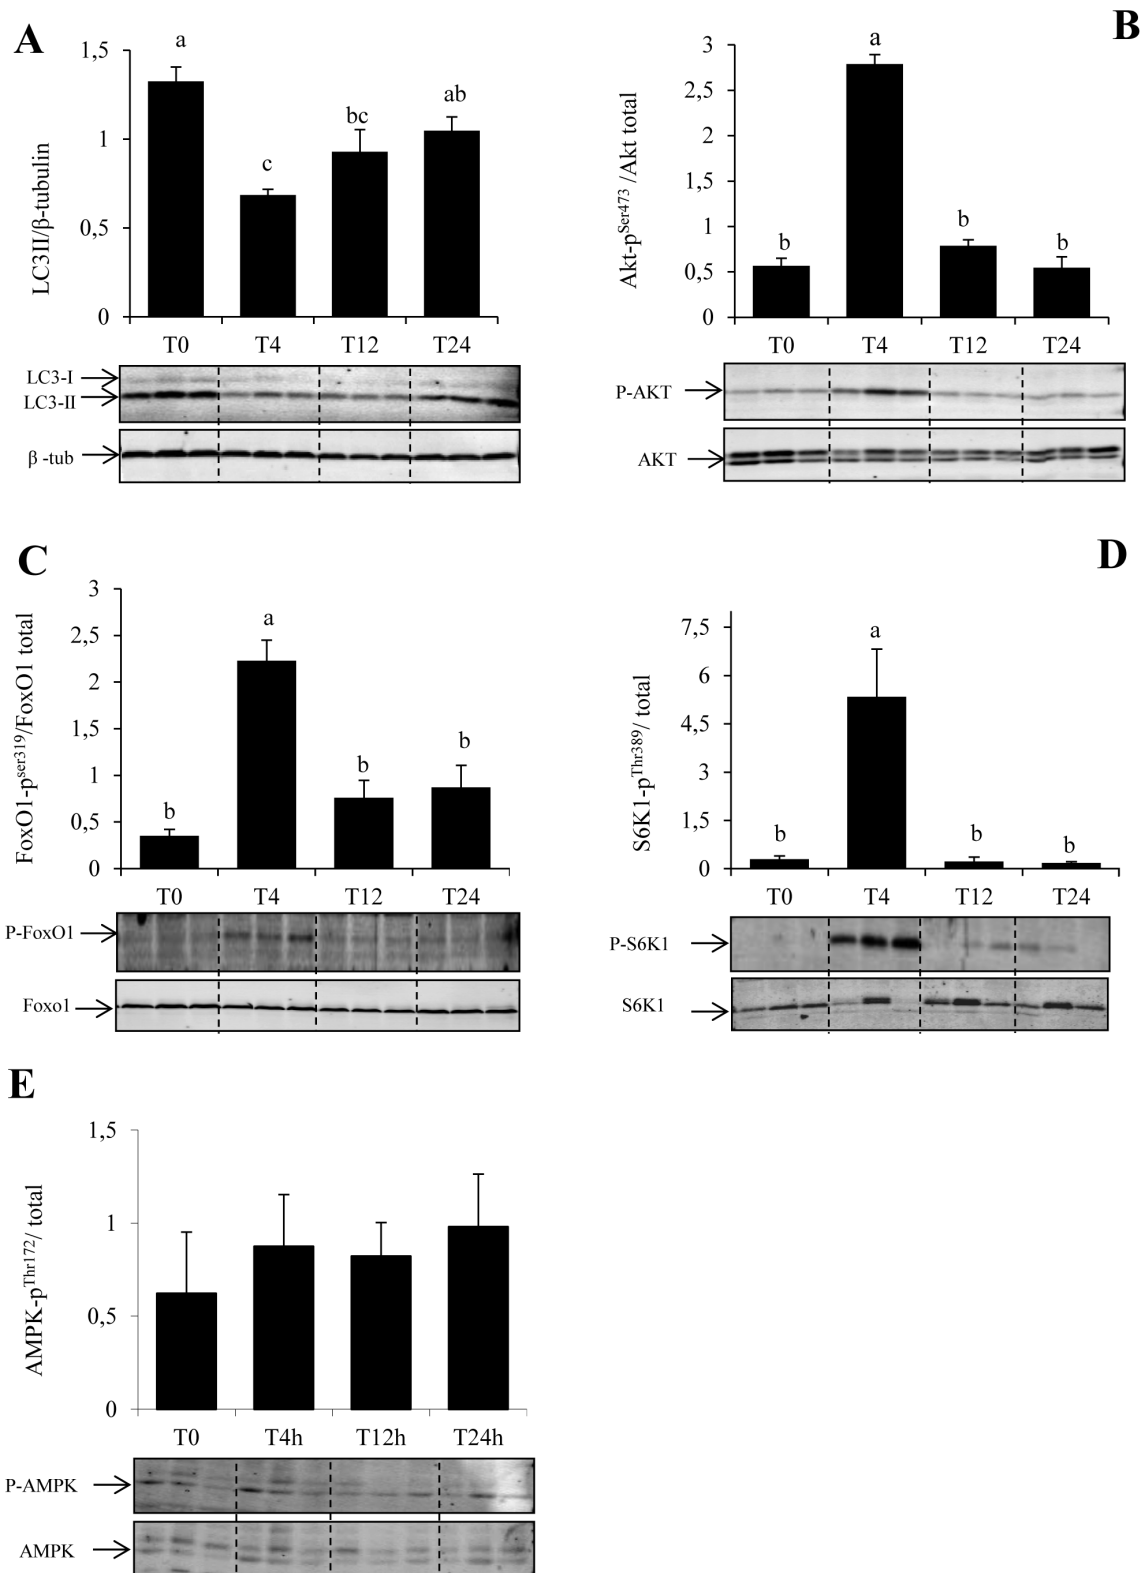 A
LC3II/β-tubulin
1,5
1
0,5
0
a
c
bc
ab
T0 T4 T12 T24
LC3-I
LC3-II
β -tub
B
Akt-pSer473 /Akt total
3
2,5
2
1,5
1
0,5
0
b
a
b
b
T0 T4 T12 T24
P-AKT
AKT
C
FoxO1-pser319/FoxO1 total
3
2,5
2
1,5
1
0,5
0
b
a
b
b
T0 T4 T12 T24
P-FoxO1
Foxo1
D
S6K1-pThr389/ total
7,5
6
4,5
3
1,5
0
b
a
b
b
T0 T4 T12 T24
P-S6K1
S6K1
E
AMPK-pThr172/ total
1,5
1
0,5
0
T0 T4h T12h T24h
P-AMPK
AMPK